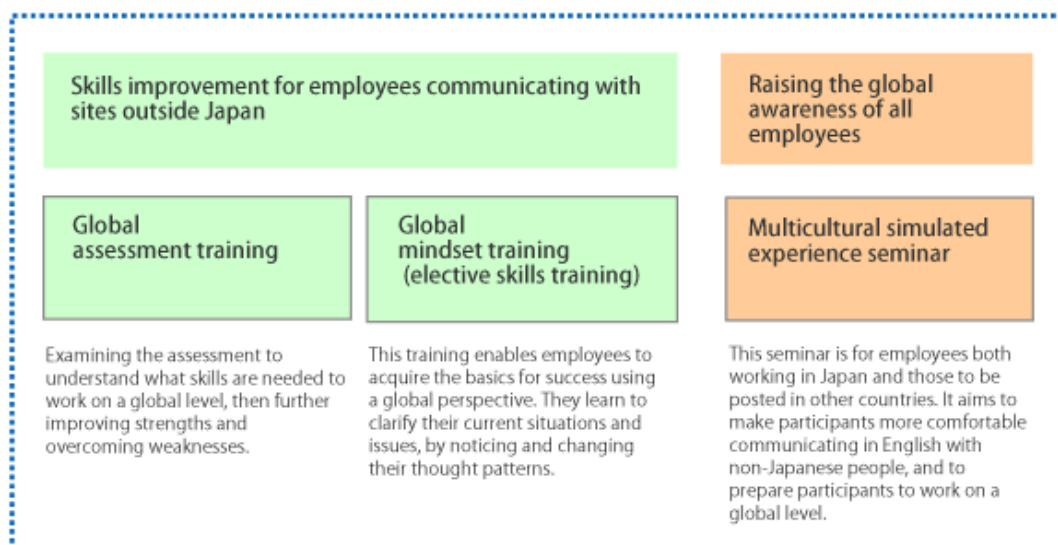 Skills improvement for employees communicating with
sites outside Japan
Raising the global
awareness of all
employees
Global
assessment training
Global
mindset training
(elective skills training)
Multicultural simulated
experience seminar
Examining the assessment to
understand what skills are needed to
work on a global level, then further
improving strengths and
overcoming weaknesses.
This training enables employees to
acquire the basics for success using
a global perspective. They learn to
clarify their current situations and
issues, by noticing and changing
their thought patterns.
This seminar is for employees both
working in Japan and those to be
posted in other countries. It aims to
make participants more comfortable
communicating in English with
non-Japanese people, and to
prepare participants to work on a
global level.